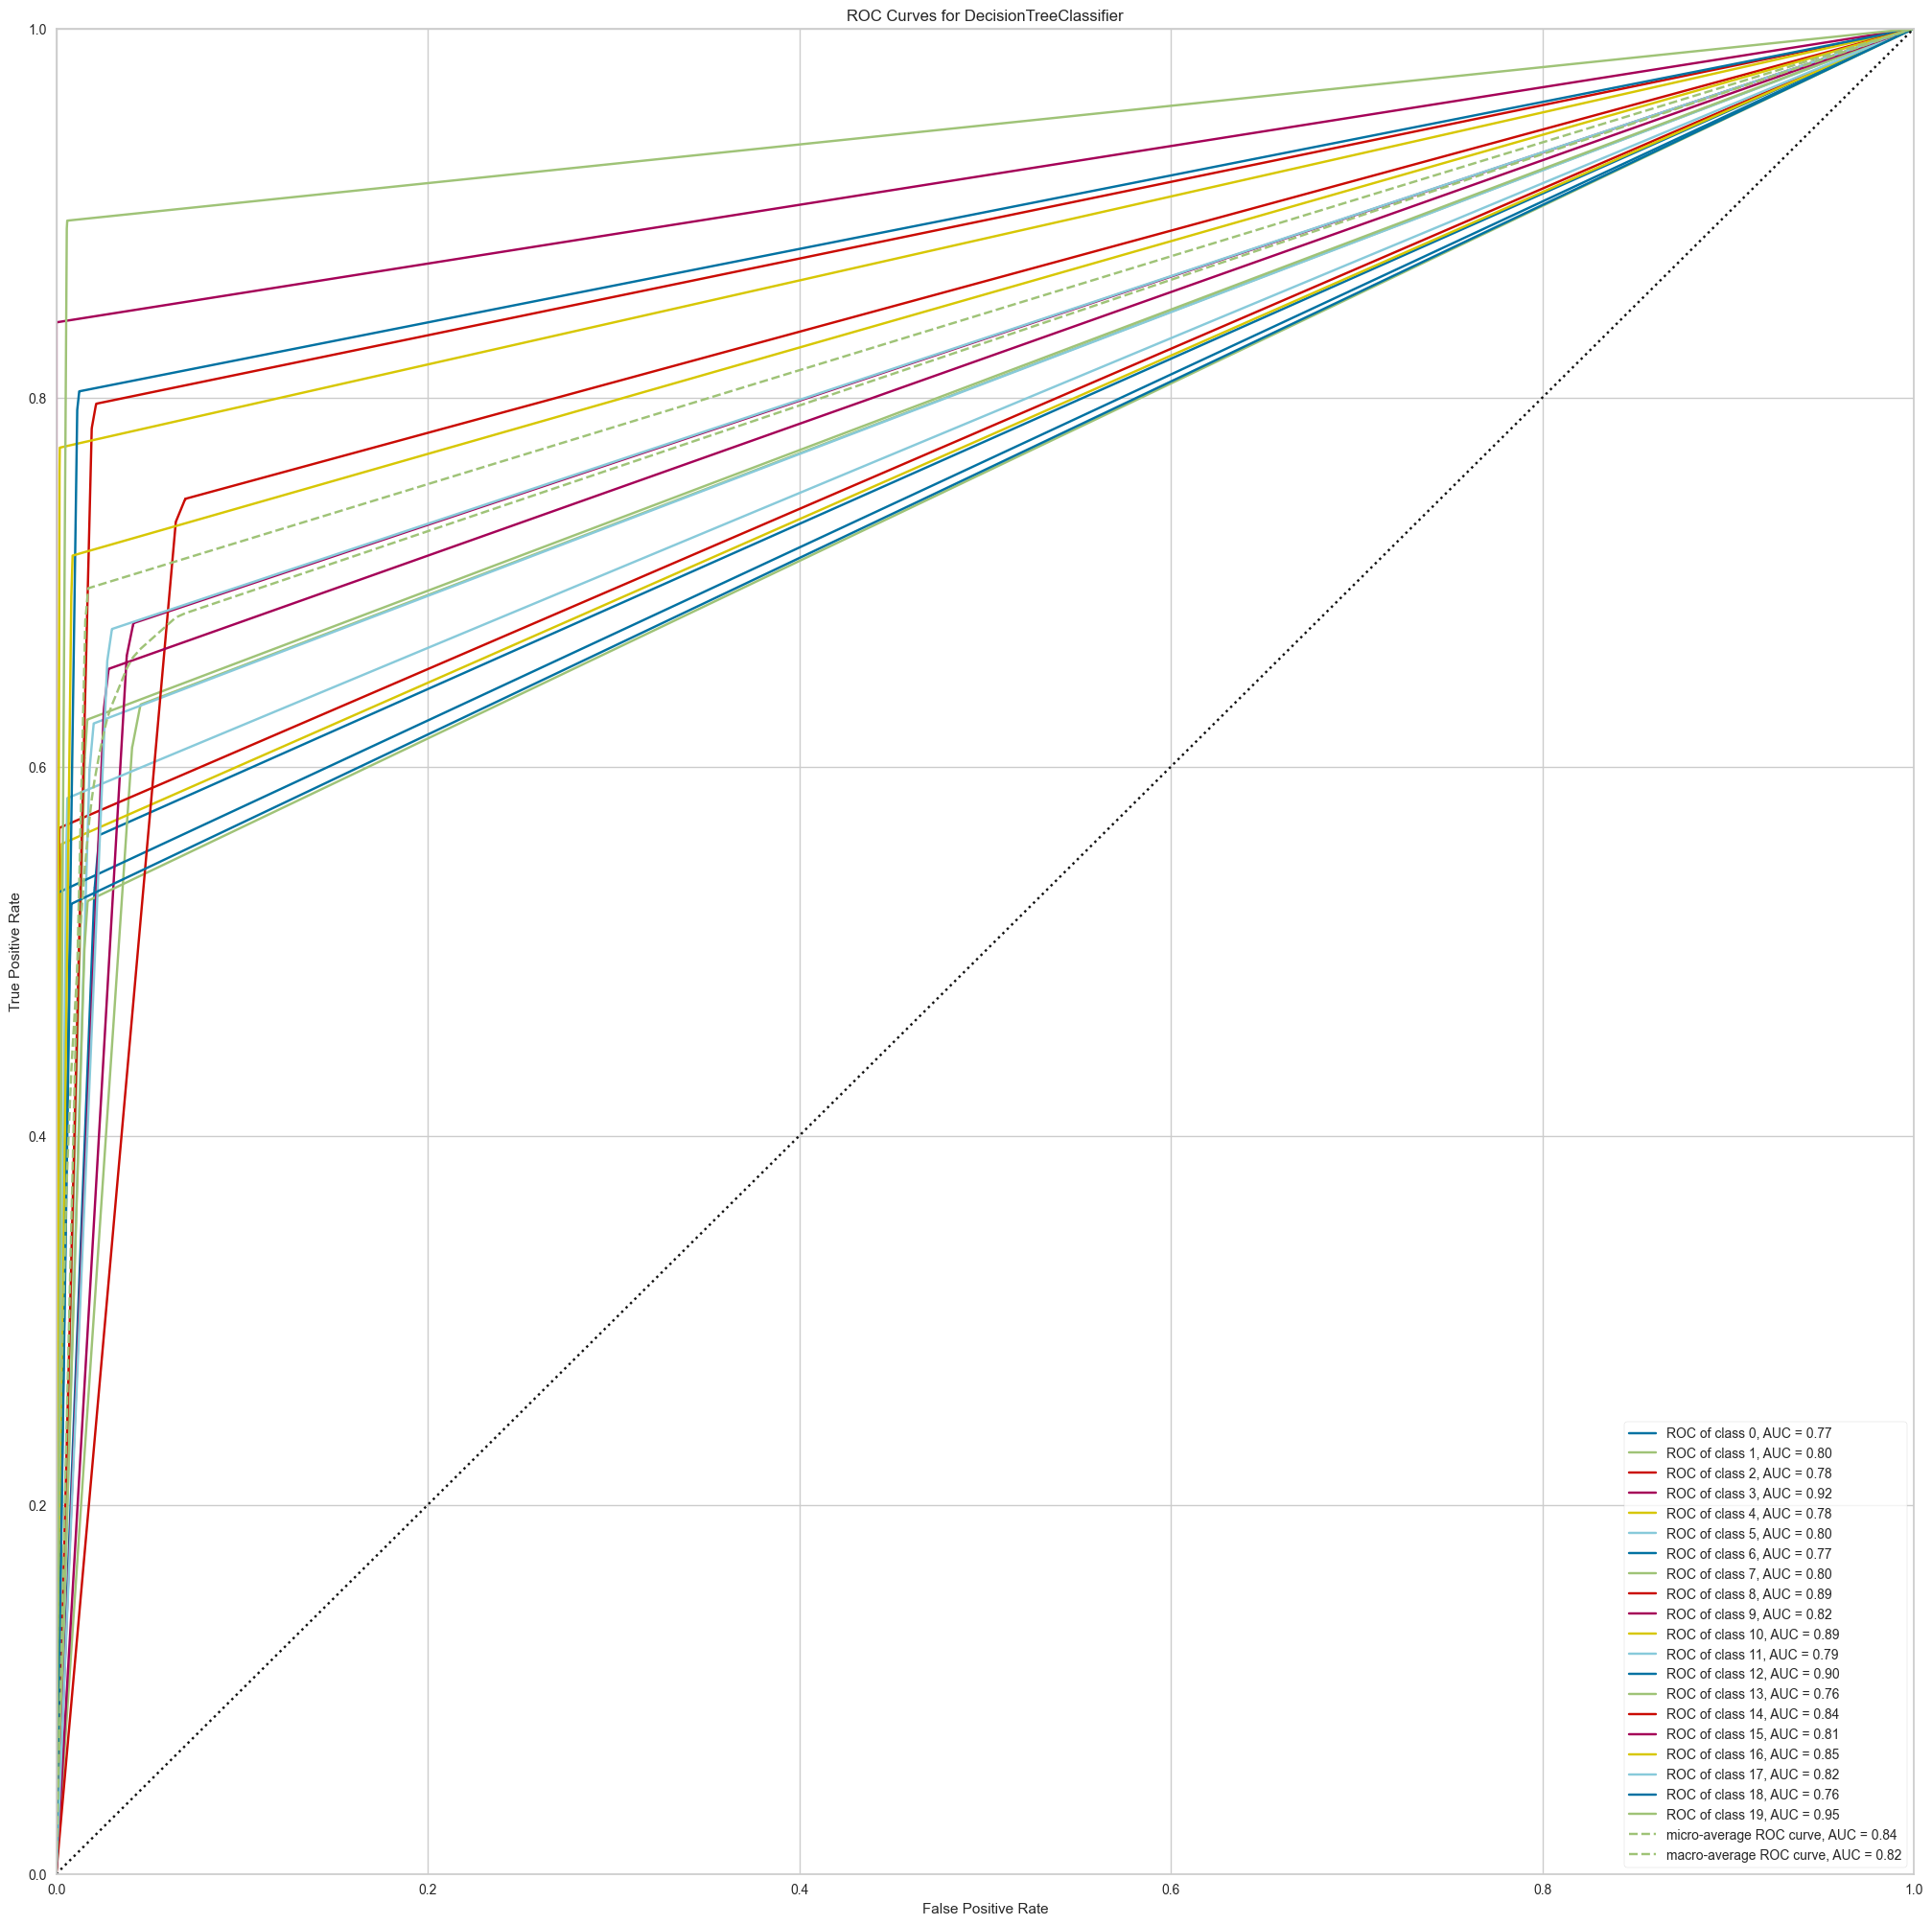 ROC Curves for DecisionTreeClassifier
1.0
0.8
0.6
0.4
0.2
0.0
True Positive Rate
0.0
0.2
0.4
0.6
0.8
1.0
False Positive Rate
ROC of class 0, AUC = 0.77
ROC of class 1, AUC = 0.80
ROC of class 2, AUC = 0.78
ROC of class 3, AUC = 0.92
ROC of class 4, AUC = 0.78
ROC of class 5, AUC = 0.80
ROC of class 6, AUC = 0.77
ROC of class 7, AUC = 0.80
ROC of class 8, AUC = 0.89
ROC of class 9, AUC = 0.82
ROC of class 10, AUC = 0.89
ROC of class 11, AUC = 0.79
ROC of class 12, AUC = 0.90
ROC of class 13, AUC = 0.76
ROC of class 14, AUC = 0.84
ROC of class 15, AUC = 0.81
ROC of class 16, AUC = 0.85
ROC of class 17, AUC = 0.82
ROC of class 18, AUC = 0.76
ROC of class 19, AUC = 0.95
micro-average ROC curve, AUC = 0.84
macro-average ROC curve, AUC = 0.82